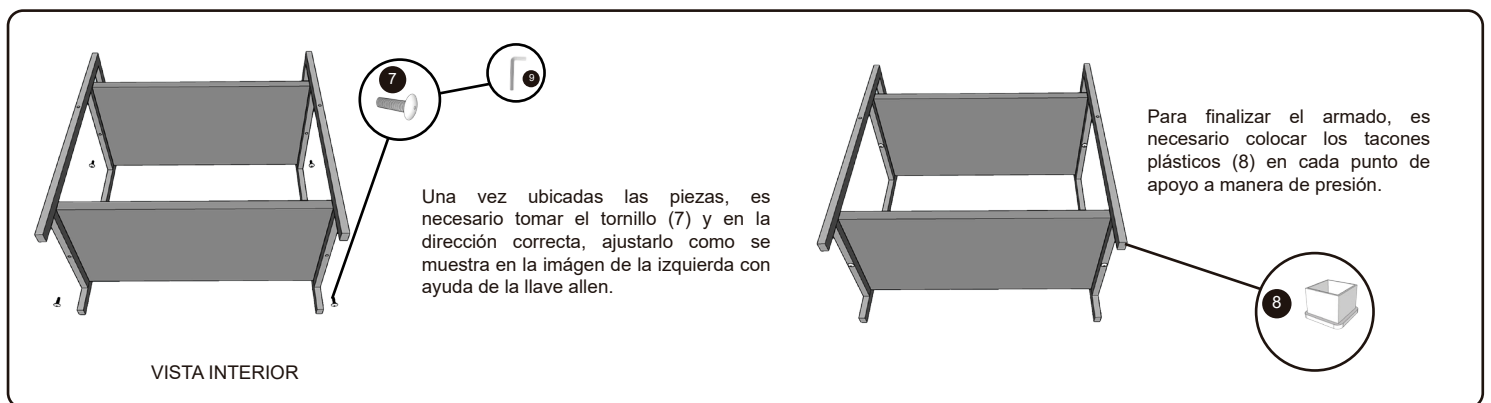 7
9
Una vez ubicadas las piezas, es
necesario tomar el tornillo (7) y en la
dirección correcta, ajustarlo como se
muestra en la imágen de la izquierda con
ayuda de la llave allen.
VISTA INTERIOR
Para finalizar el armado, es
necesario colocar los tacones
plásticos (8) en cada punto de
apoyo a manera de presión.
8